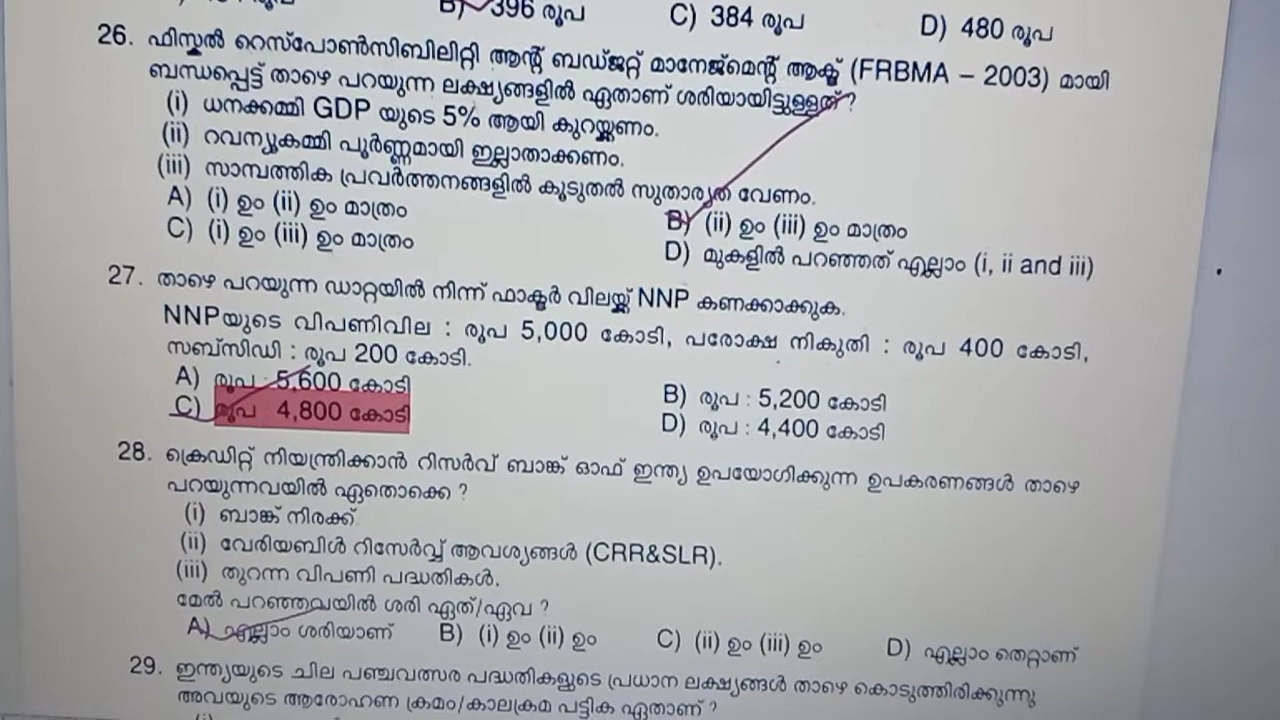 B) 396 രൂപ C) 384 രൂപ D) 480 രൂപ
26. ഫിസ്കൽ റെസ്പോൺസിബിലിറ്റി ആന്റ് ബഡ്ജറ്റ് മാനേജ്മെന്റ് ആക്ട് (FRBMA – 2003) മായി
ബന്ധപ്പെട്ട് താഴെ പറയുന്ന ലക്ഷ്യങ്ങളിൽ ഏതാണ് ശരിയായിട്ടുള്ളത് ?
(i) ധനക്കമ്മി GDP യുടെ 5% ആയി കുറയ്ക്കണം.
(ii) റവന്യൂകമ്മി പൂർണ്ണമായി ഇല്ലാതാക്കണം.
(iii) സാമ്പത്തിക പ്രവർത്തനങ്ങളിൽ കൂടുതൽ സുതാര്യത വേണം.
A) (i) ഉം (ii) ഉം മാത്രം B) (ii) ഉം (iii) ഉം മാത്രം
C) (i) ഉം (iii) ഉം മാത്രം D) മുകളിൽ പറഞ്ഞത് എല്ലാം (i, ii and iii)
27. താഴെ പറയുന്ന ഡാറ്റയിൽ നിന്ന് ഫാക്ടർ വിലയ്ക്ക് NNP കണക്കാക്കുക.
NNPയുടെ വിപണിവില : രൂപ 5,000 കോടി, പരോക്ഷ നികുതി : രൂപ 400 കോടി,
സബ്സിഡി : രൂപ 200 കോടി.
A) രൂപ : 5,600 കോടി B) രൂപ : 5,200 കോടി
C) രൂപ : 4,800 കോടി D) രൂപ : 4,400 കോടി
28. ക്രെഡിറ്റ് നിയന്ത്രിക്കാൻ റിസർവ് ബാങ്ക് ഓഫ് ഇന്ത്യ ഉപയോഗിക്കുന്ന ഉപകരണങ്ങൾ താഴെ
പറയുന്നവയിൽ ഏതൊക്കെ ?
(i) ബാങ്ക് നിരക്ക്.
(ii) വേരിയബിൾ റിസേർവ്വ് ആവശ്യങ്ങൾ (CRR&SLR).
(iii) തുറന്ന വിപണി പദ്ധതികൾ.
മേൽ പറഞ്ഞവയിൽ ശരി ഏത്/ഏവ ?
A) എല്ലാം ശരിയാണ് B) (i) ഉം (ii) ഉം C) (ii) ഉം (iii) ഉം D) എല്ലാം തെറ്റാണ്
29. ഇന്ത്യയുടെ ചില പഞ്ചവത്സര പദ്ധതികളുടെ പ്രധാന ലക്ഷ്യങ്ങൾ താഴെ കൊടുത്തിരിക്കുന്നു
അവയുടെ ആരോഹണ ക്രമം/കാലക്രമ പട്ടിക ഏതാണ് ?